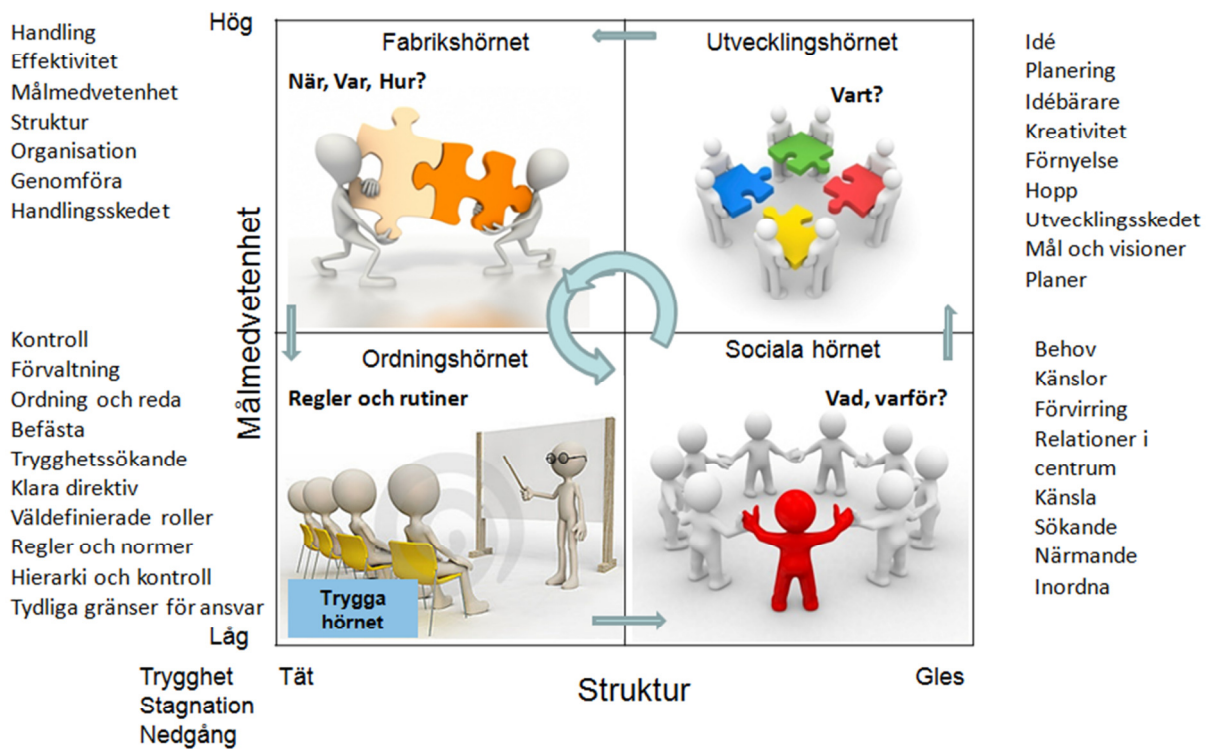 Hög
Handling
Effektivitet
Målmedvetenhet
Struktur
Organisation
Genomföra
Handlingsskedet
Målmedvetenhet
Fabrikshörnet
När, Var, Hur?
Utvecklingshörnet
Vart?
Idé
Planering
Idébärare
Kreativitet
Förnyelse
Hopp
Utvecklingsskedet
Mål och visioner
Planer
Kontroll
Förvaltning
Ordning och reda
Befästa
Trygghetssökande
Klara direktiv
Väldefinierade roller
Regler och normer
Hierarki och kontroll
Tydliga gränser för ansvar
Låg
Ordningshörnet
Regler och rutiner
Trygga
hörnet
Sociala hörnet
Vad, varför?
Behov
Känslor
Förvirring
Relationer i
centrum
Känsla
Sökande
Närmande
Inordna
Trygghet
Stagnation
Nedgång
Tät
Struktur
Gles